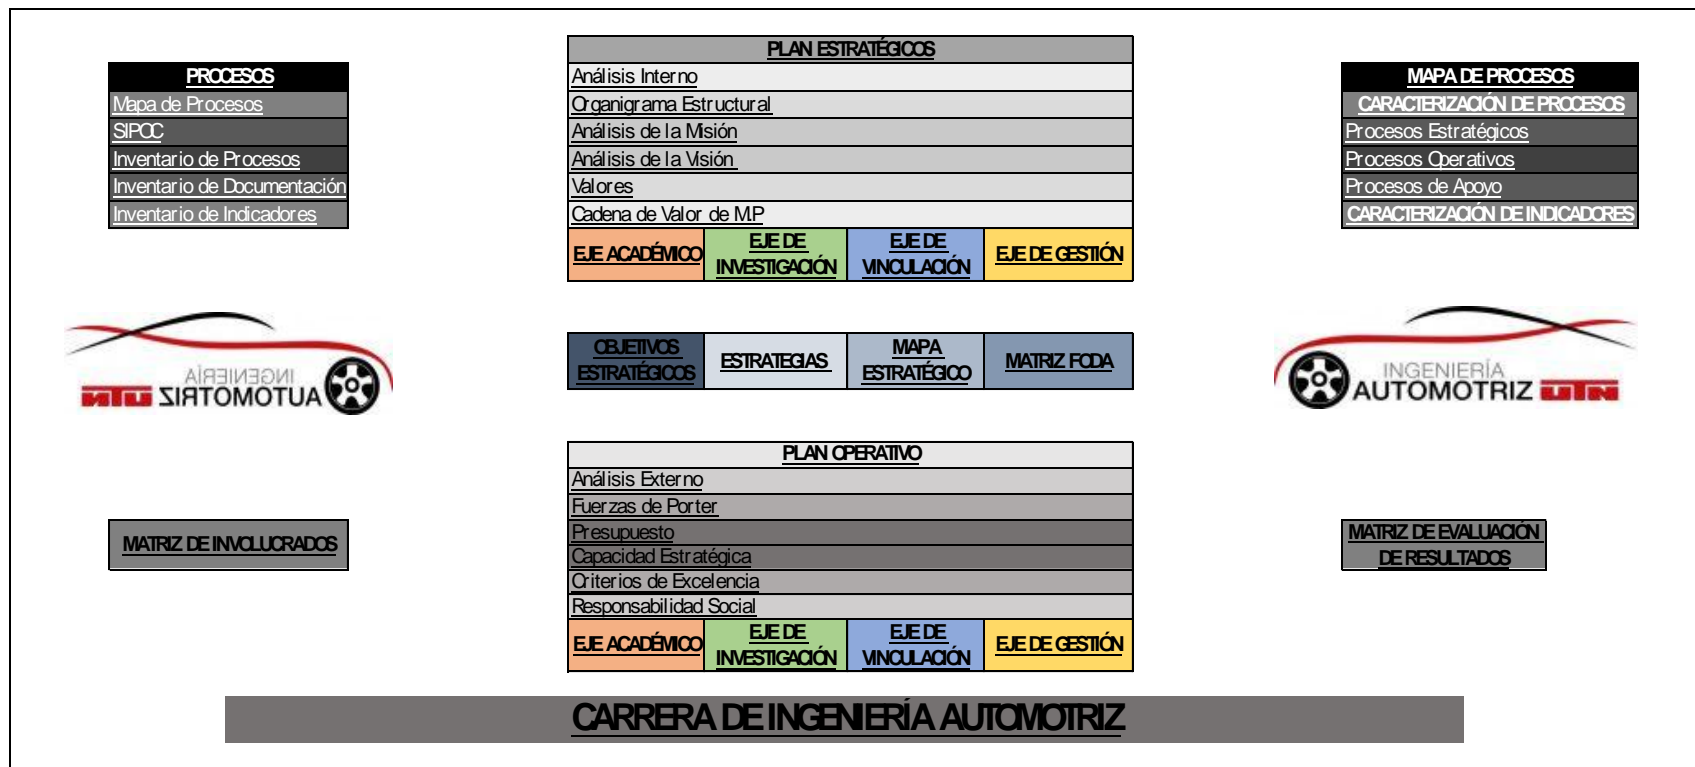 PROCESOS
Mapa de Procesos
SIPOC
Inventario de Procesos
Inventario de Documentación
Inventario de Indicadores
PLAN ESTRATÉGICOS
Análisis Interno
Organigrama Estructural
Análisis de la Misión
Análisis de la Visión
Valores
Cadena de Valor de M.P
EJE ACADÉMICO
EJE DE
INVESTIGACIÓN
EJE DE
VINCULACIÓN
EJE DE GESTIÓN
MAPA DE PROCESOS
CARACTERIZACIÓN DE PROCESOS
Procesos Estratégicos
Procesos Operativos
Procesos de Apoyo
CARACTERIZACIÓN DE INDICADORES
INGENIERÍA
AUTOMOTRIZ UTN
OBJETIVOS
ESTRATÉGICOS
ESTRATEGIAS
MAPA
ESTRATÉGICO
MATRIZ FODA
INGENIERÍA
AUTOMOTRIZ UTN
MATRIZ DE INVOLUCRADOS
PLAN OPERATIVO
Análisis Externo
Fuerzas de Porter
Presupuesto
Capacidad Estratégica
Criterios de Excelencia
Responsabilidad Social
EJE ACADÉMICO
EJE DE
INVESTIGACIÓN
EJE DE
VINCULACIÓN
EJE DE GESTIÓN
MATRIZ DE EVALUACIÓN
DE RESULTADOS
CARRERA DE INGENIERÍA AUTOMOTRIZ